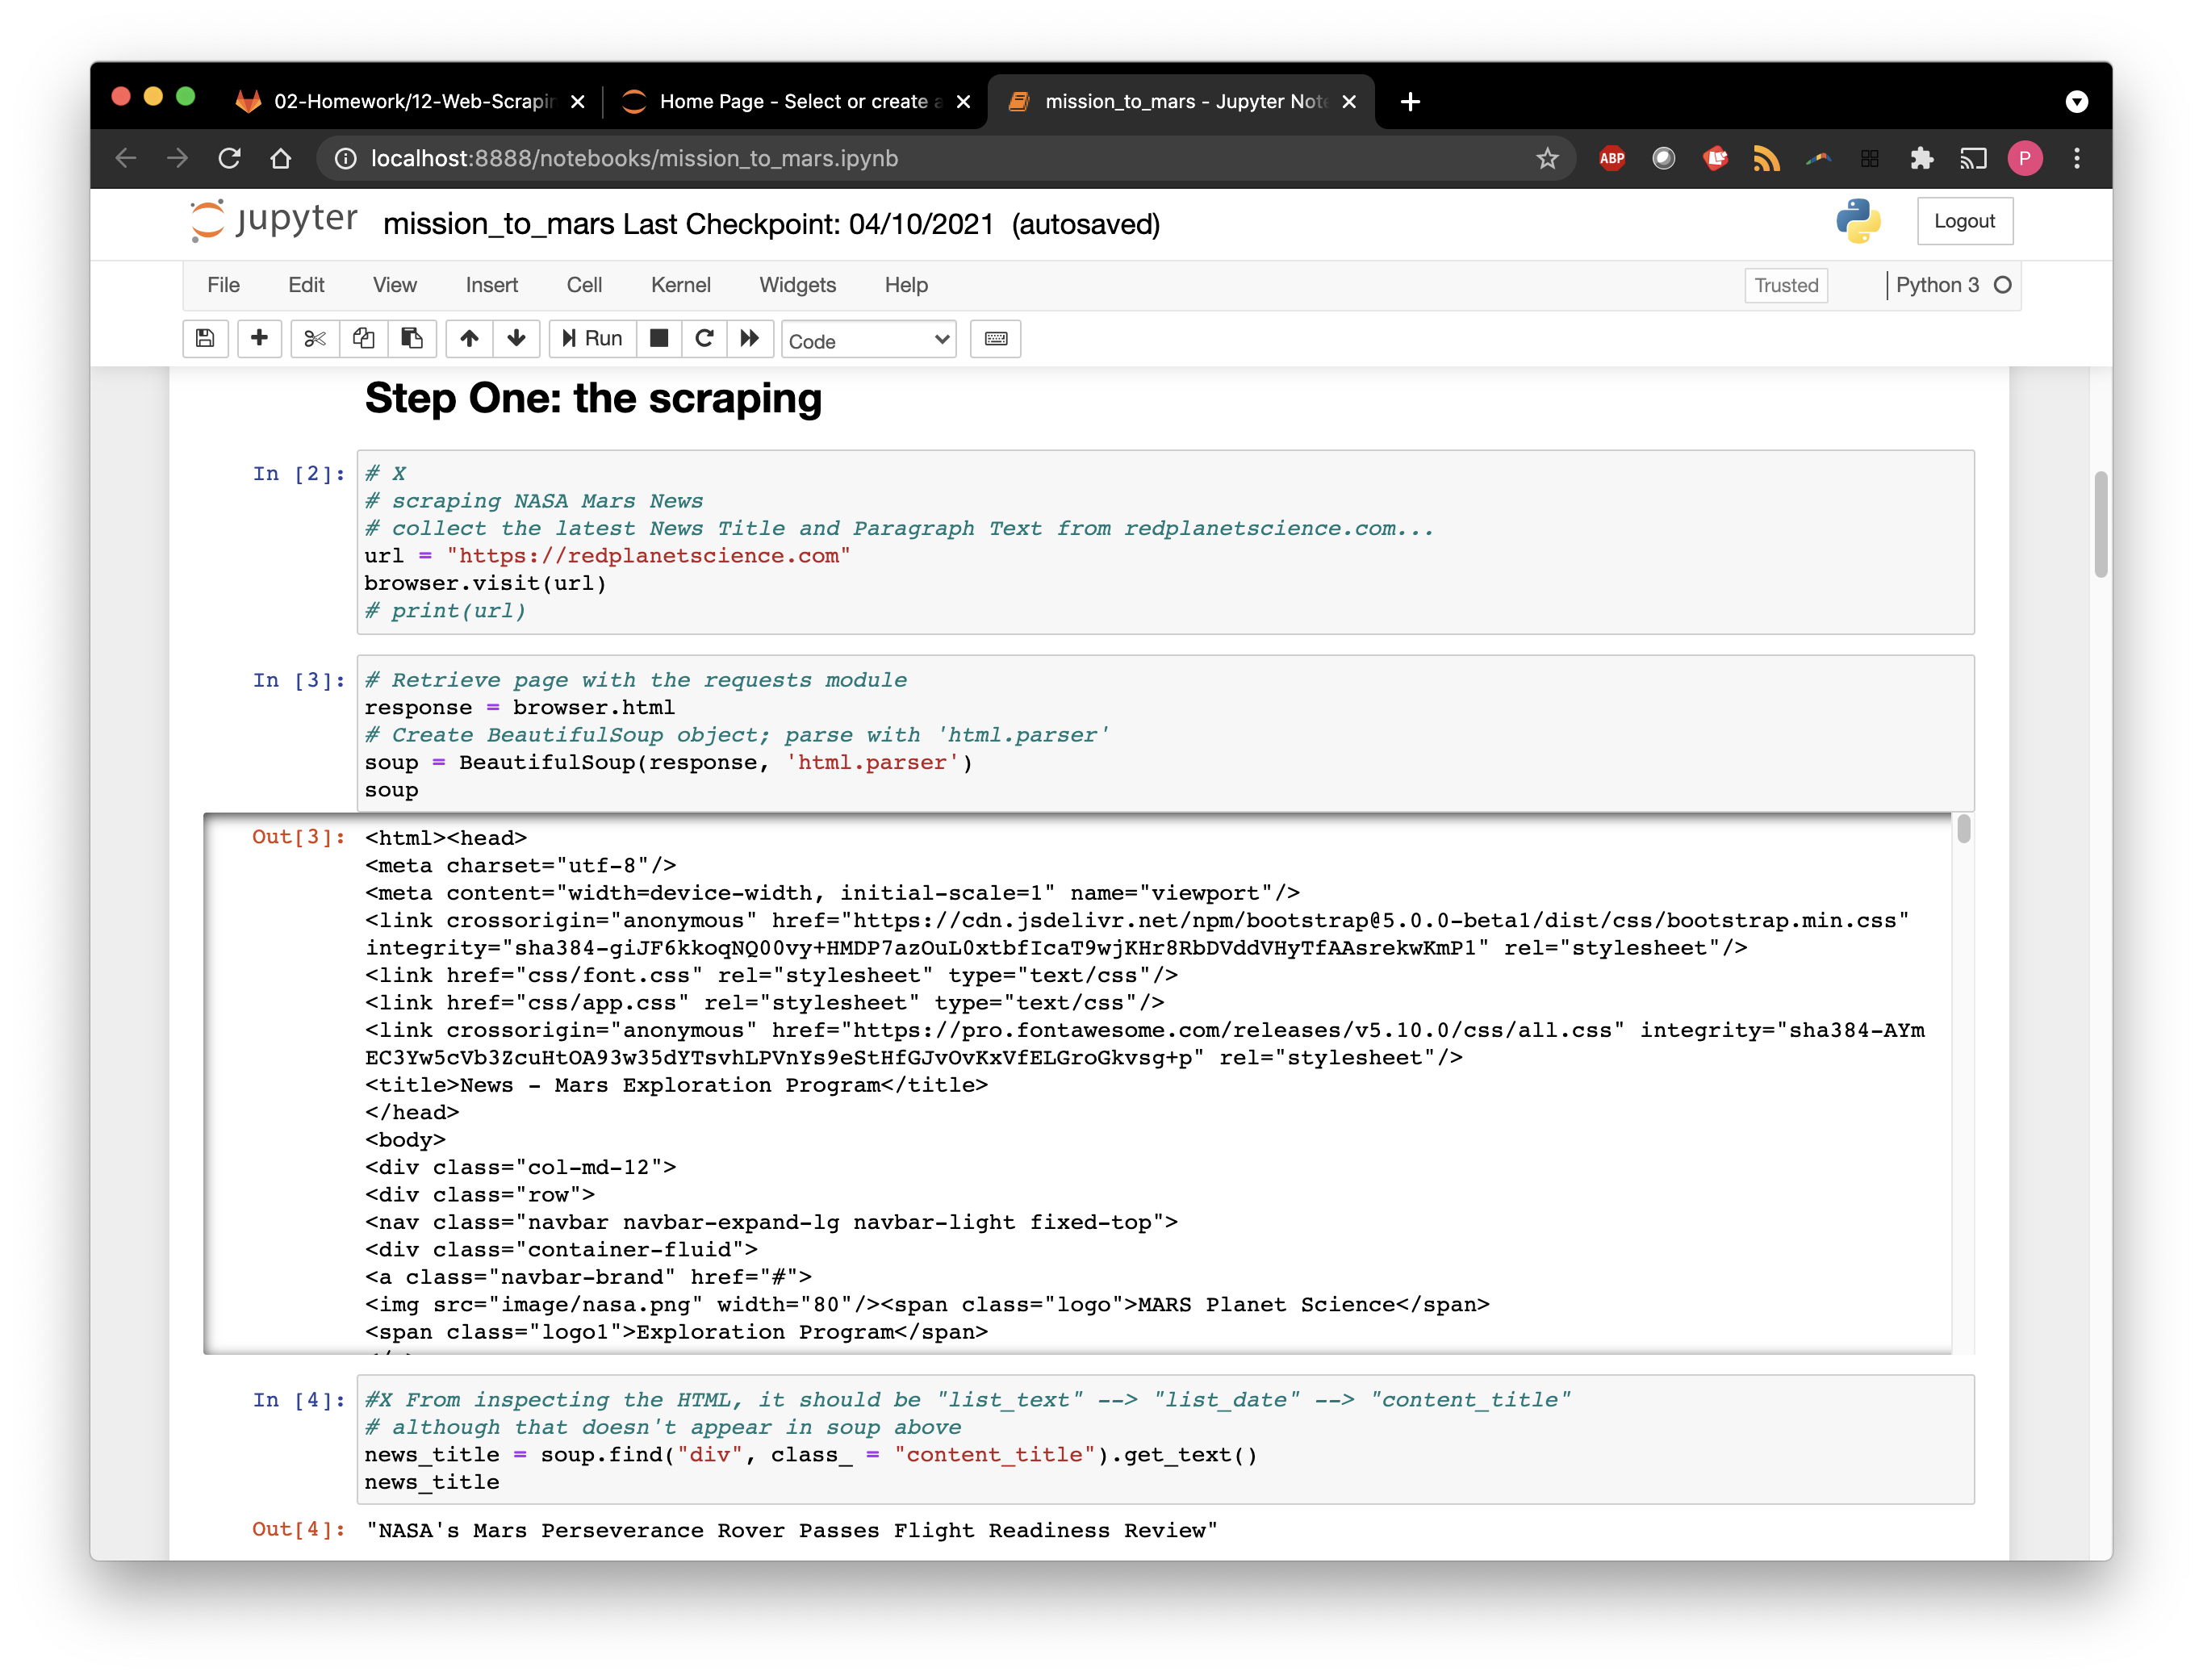 02-Homework/12-Web-Scrapin
Home Page - Select or create a
mission_to_mars - Jupyter Note
localhost:8888/notebooks/mission_to_mars.ipynb
ABP
P
jupyter mission_to_mars Last Checkpoint: 04/10/2021 (autosaved)
Logout
File Edit View Insert Cell Kernel Widgets Help
Trusted
Python 3
Run
Code
Step One: the scraping
In [2]: # X
# scraping NASA Mars News
# collect the latest News Title and Paragraph Text from redplanetscience.com...
url = "https://redplanetscience.com"
browser.visit(url)
# print(url)
In [3]: # Retrieve page with the requests module
response = browser.html
# Create BeautifulSoup object; parse with 'html.parser'
soup = BeautifulSoup(response, 'html.parser')
soup
Out[3]: <html><head>
<meta charset="utf-8"/>
<meta content="width=device-width, initial-scale=1" name="viewport"/>
<link crossorigin="anonymous" href="https://cdn.jsdelivr.net/npm/bootstrap@5.0.0-beta1/dist/css/bootstrap.min.css"
integrity="sha384-giJF6kkoqNQ00vy+HMDP7azOuL0xtbfIcaT9wjKHr8RbDVddVHyTfAAsrekwKmP1" rel="stylesheet"/>
<link href="css/font.css" rel="stylesheet" type="text/css"/>
<link href="css/app.css" rel="stylesheet" type="text/css"/>
<link crossorigin="anonymous" href="https://pro.fontawesome.com/releases/v5.10.0/css/all.css" integrity="sha384-AYm
EC3Yw5cVb3ZcuHtOA93w35dYTsvhLPVnYs9eStHfGJvOvKxVfELGroGkvsg+p" rel="stylesheet"/>
<title>News - Mars Exploration Program</title>
</head>
<body>
<div class="col-md-12">
<div class="row">
<nav class="navbar navbar-expand-lg navbar-light fixed-top">
<div class="container-fluid">
<a class="navbar-brand" href="#">
<img src="image/nasa.png" width="80"/><span class="logo">MARS Planet Science</span>
<span class="logo1">Exploration Program</span>
In [4]: #X From inspecting the HTML, it should be "list_text" --> "list_date" --> "content_title"
# although that doesn't appear in soup above
news_title = soup.find("div", class_ = "content_title").get_text()
news_title
Out[4]: "NASA's Mars Perseverance Rover Passes Flight Readiness Review"